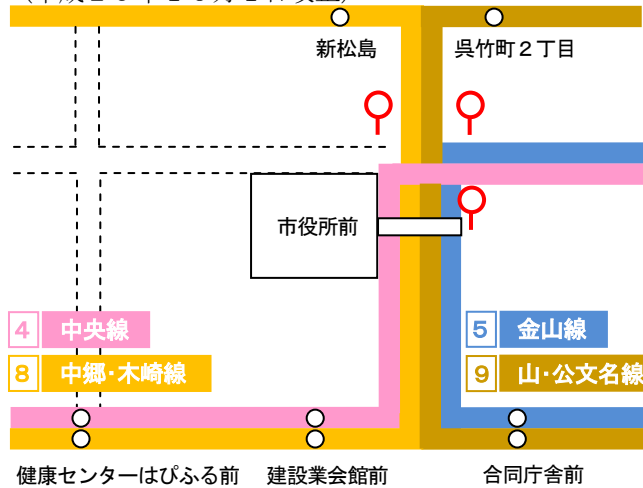 新松島
呉竹町２丁目
市役所前
4 中央線
5 金山線
8 中郷・木崎線
9 山・公文名線
健康センターはぴふる前
建設業会館前
合同庁舎前